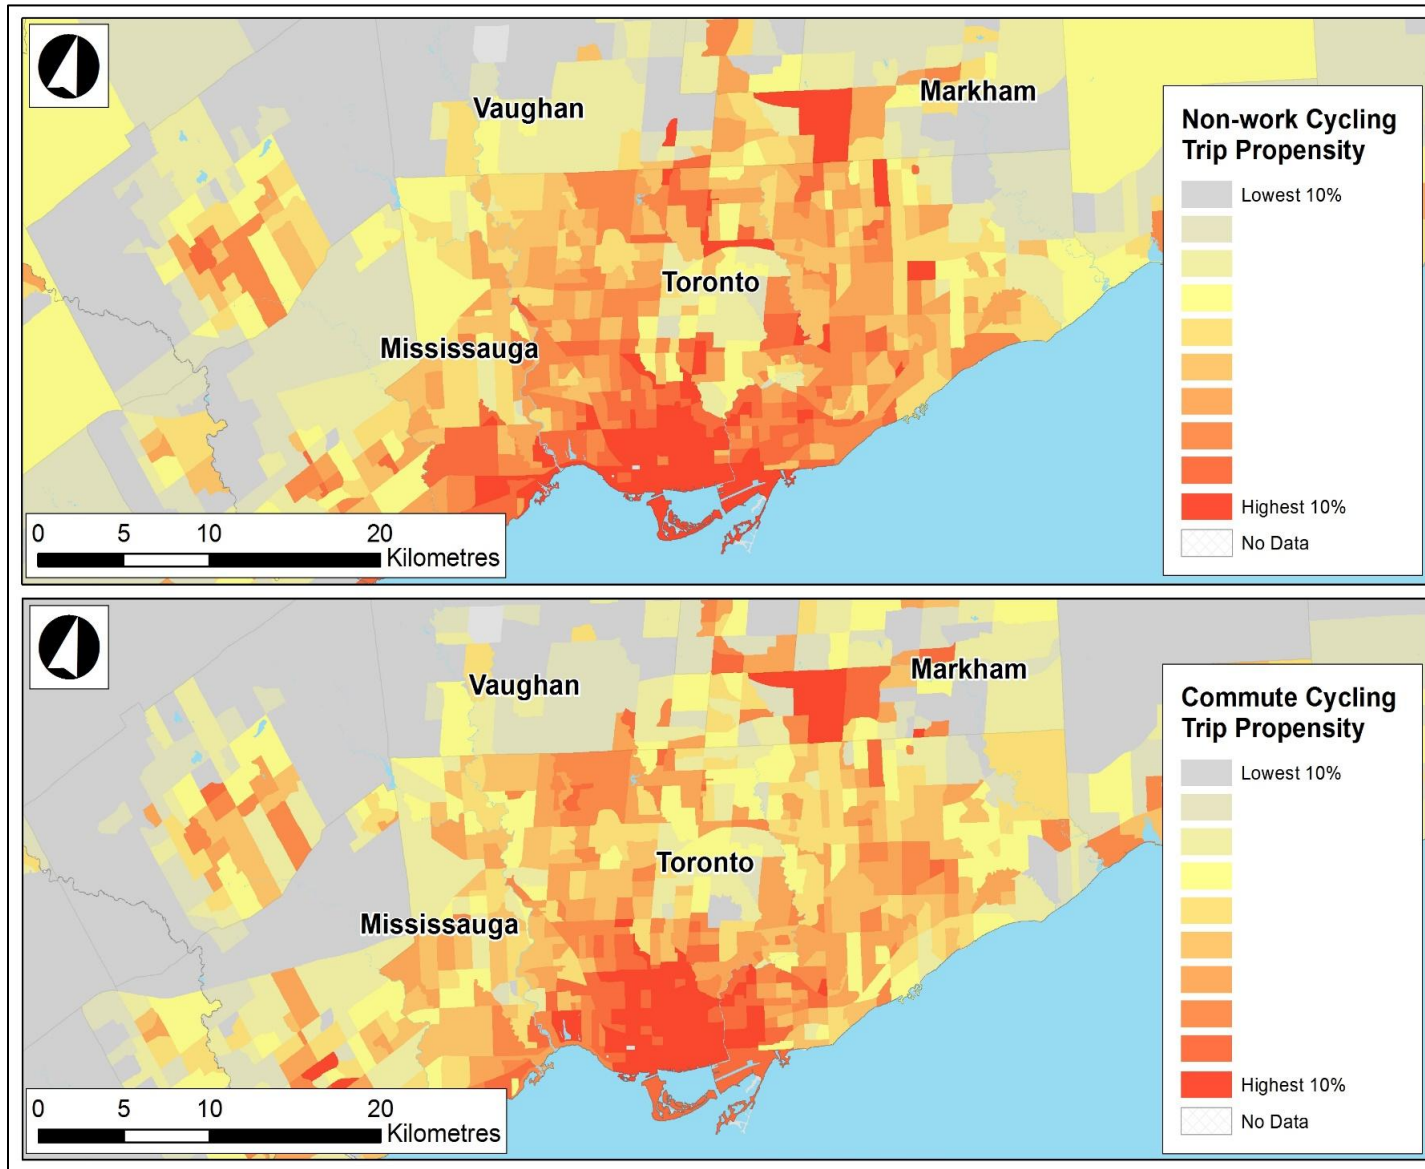 Vaughan
Markham
Toronto
Mississauga
Non-work Cycling
Trip Propensity
Lowest 10%
Highest 10%
No Data
0 5 10 20
Kilometres
Vaughan
Markham
Toronto
Mississauga
Commute Cycling
Trip Propensity
Lowest 10%
Highest 10%
No Data
0 5 10 20
Kilometres